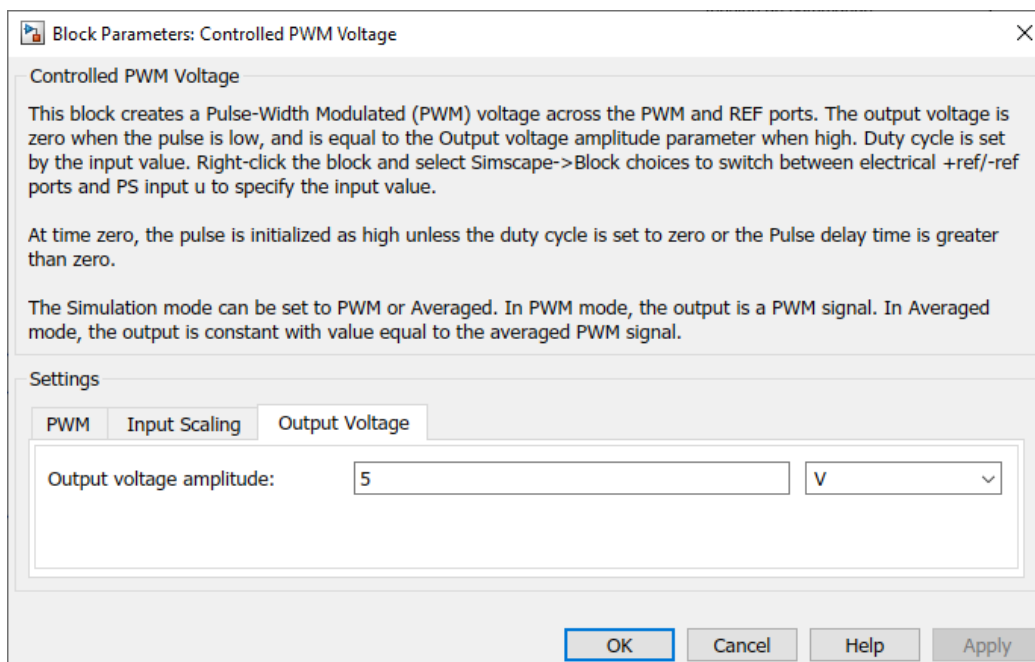 Block Parameters: Controlled PWM Voltage
Controlled PWM Voltage
This block creates a Pulse-Width Modulated (PWM) voltage across the PWM and REF ports. The output voltage is
zero when the pulse is low, and is equal to the Output voltage amplitude parameter when high. Duty cycle is set
by the input value. Right-click the block and select Simscape->Block choices to switch between electrical +ref/-ref
ports and PS input u to specify the input value.
At time zero, the pulse is initialized as high unless the duty cycle is set to zero or the Pulse delay time is greater
than zero.
The Simulation mode can be set to PWM or Averaged. In PWM mode, the output is a PWM signal. In Averaged
mode, the output is constant with value equal to the averaged PWM signal.
Settings
PWM Input Scaling Output Voltage
Output voltage amplitude: 5 V
OK Cancel Help Apply